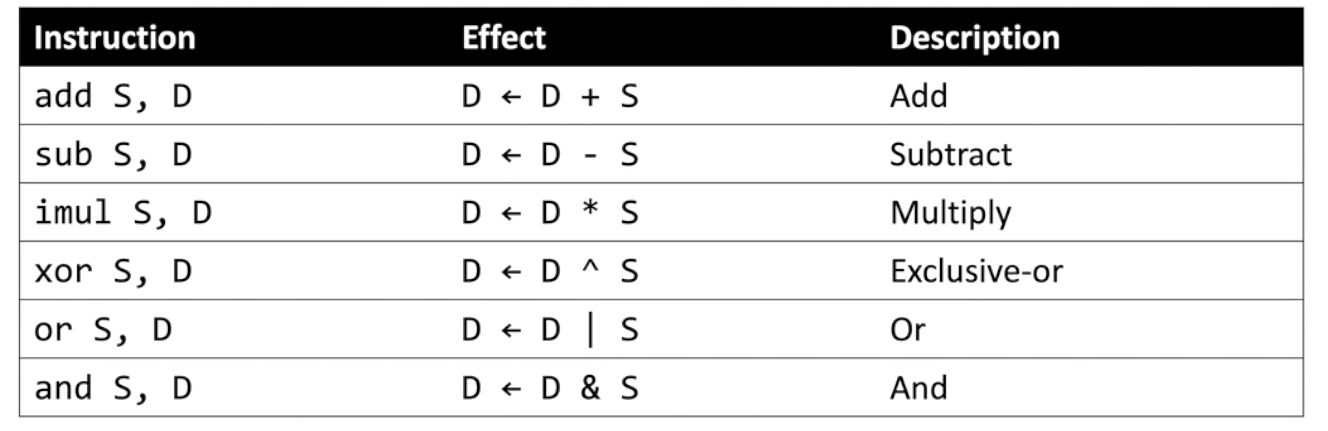 Instruction Effect Description
add S, D D ← D + S Add
sub S, D D ← D - S Subtract
imul S, D D ← D * S Multiply
xor S, D D ← D ^ S Exclusive-or
or S, D D ← D | S Or
and S, D D ← D & S And